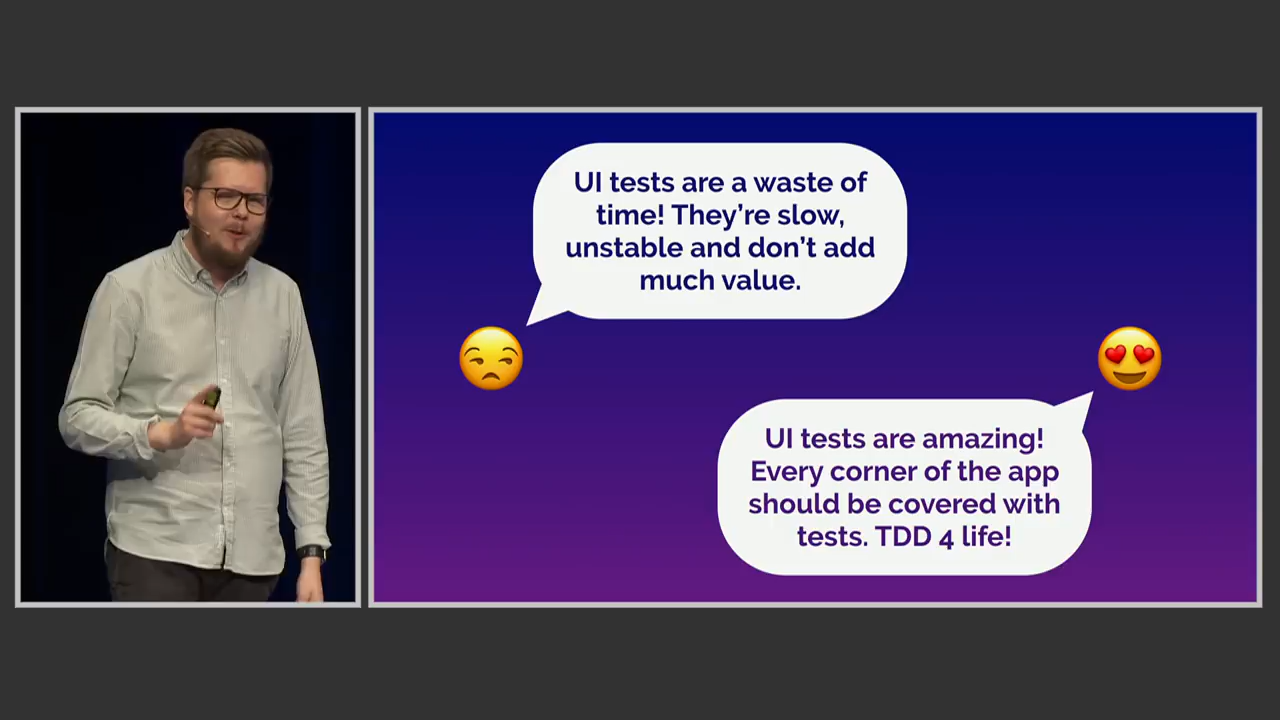 UI tests are a waste of
time! They’re slow,
unstable and don’t add
much value.
UI tests are amazing!
Every corner of the app
should be covered with
tests. TDD 4 life!